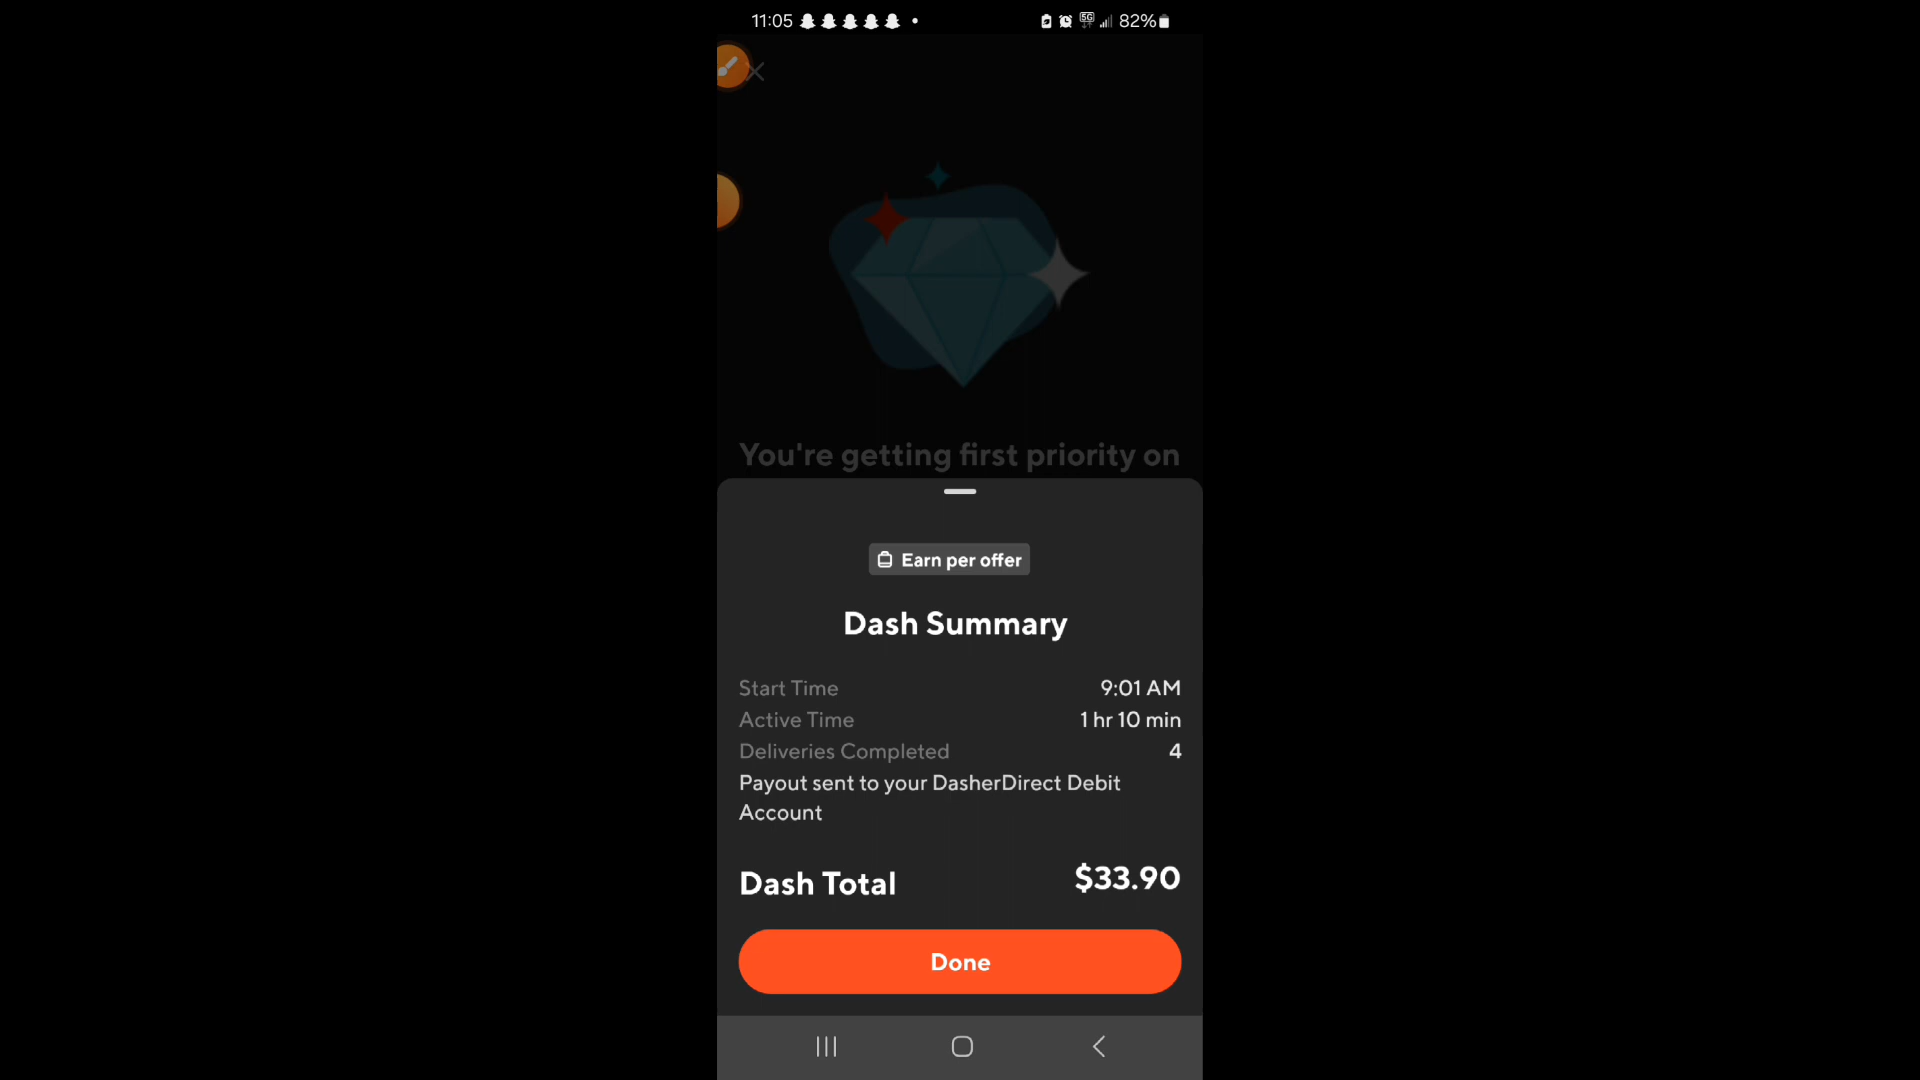 11:05 5G 82%
You're getting first priority on
Earn per offer
Dash Summary
Start Time 9:01 AM
Active Time 1 hr 10 min
Deliveries Completed 4
Payout sent to your DasherDirect Debit
Account
Dash Total $33.90
Done